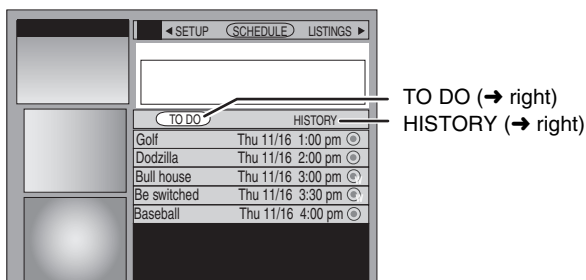 ◄ SETUP SCHEDULE LISTINGS ►
TO DO HISTORY
Golf Thu 11/16 1:00 pm
Dodzilla Thu 11/16 2:00 pm
Bull house Thu 11/16 3:00 pm
Be switched Thu 11/16 3:30 pm
Baseball Thu 11/16 4:00 pm
TO DO (➜ right)
HISTORY (➜ right)